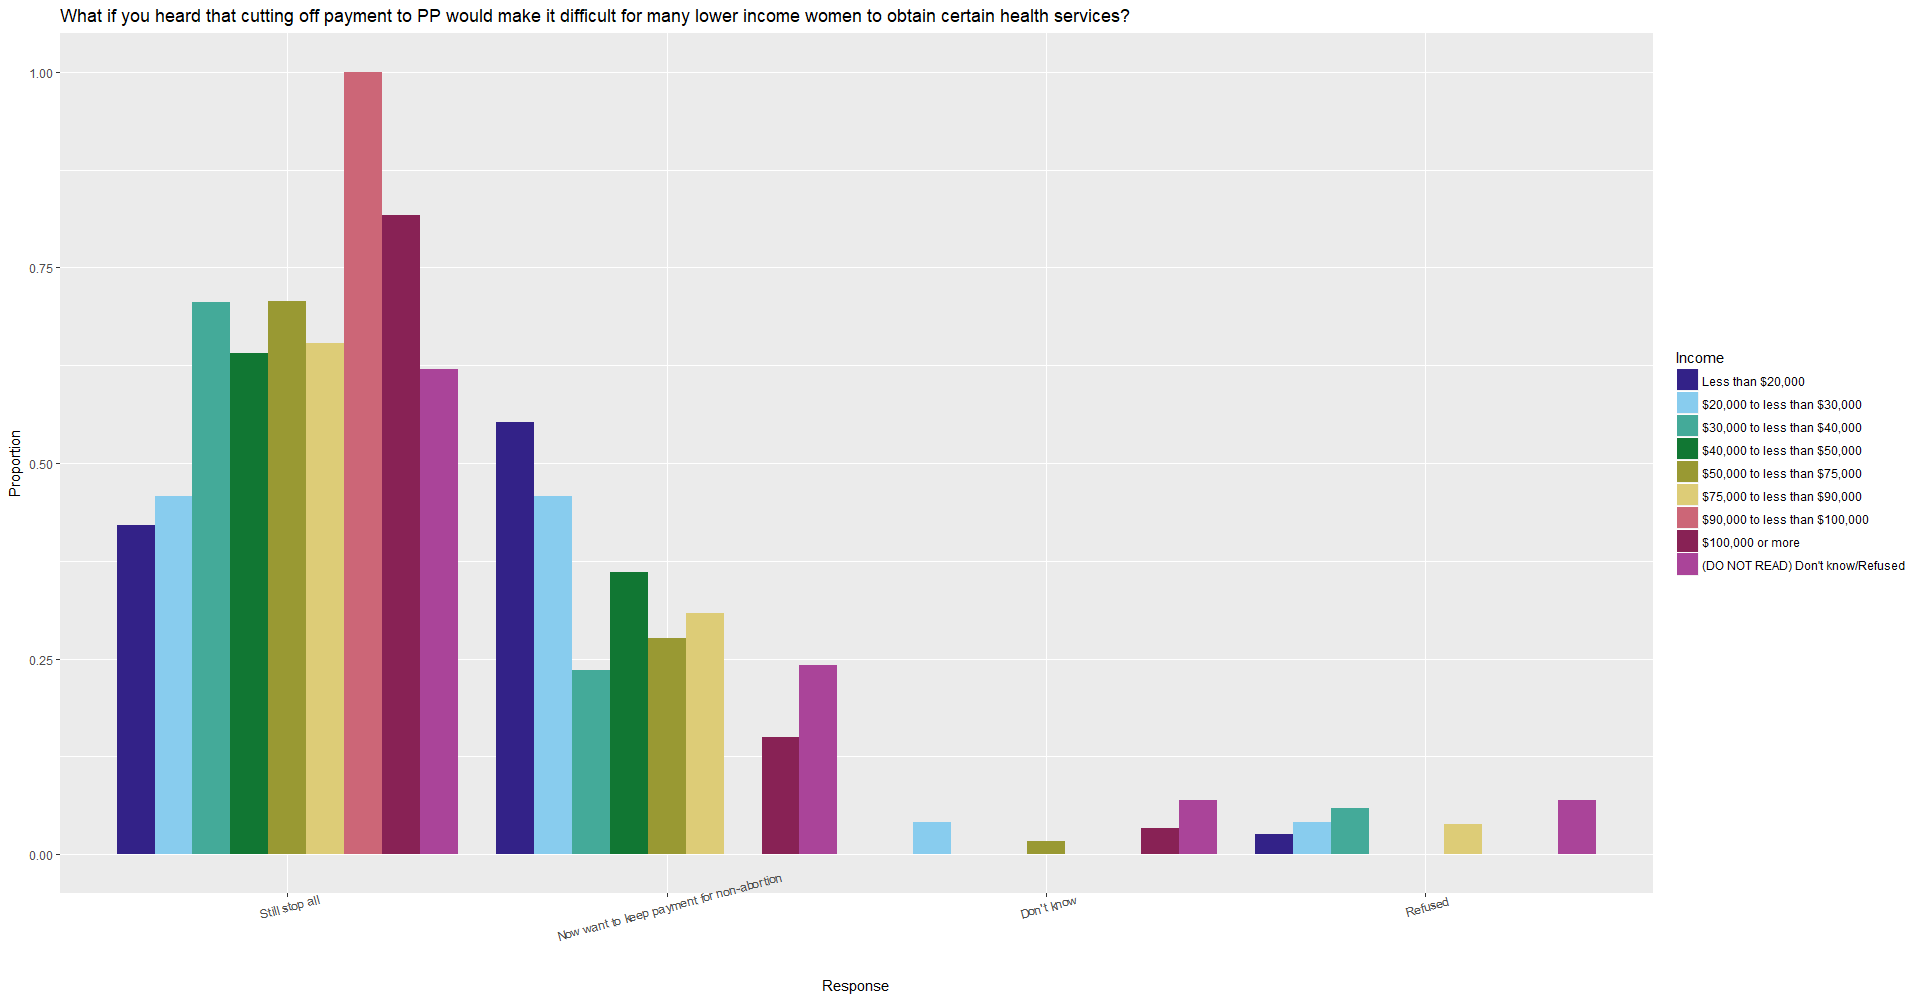 What if you heard that cutting off payment to PP would make it difficult for many lower income women to obtain certain health services?
1.00
0.75
0.50
0.25
0.00
Proportion
Still stop all
Now want to keep payment for non-abortion
Don't know
Refused
Response
Income
Less than $20,000
$20,000 to less than $30,000
$30,000 to less than $40,000
$40,000 to less than $50,000
$50,000 to less than $75,000
$75,000 to less than $90,000
$90,000 to less than $100,000
$100,000 or more
(DO NOT READ) Don't know/Refused